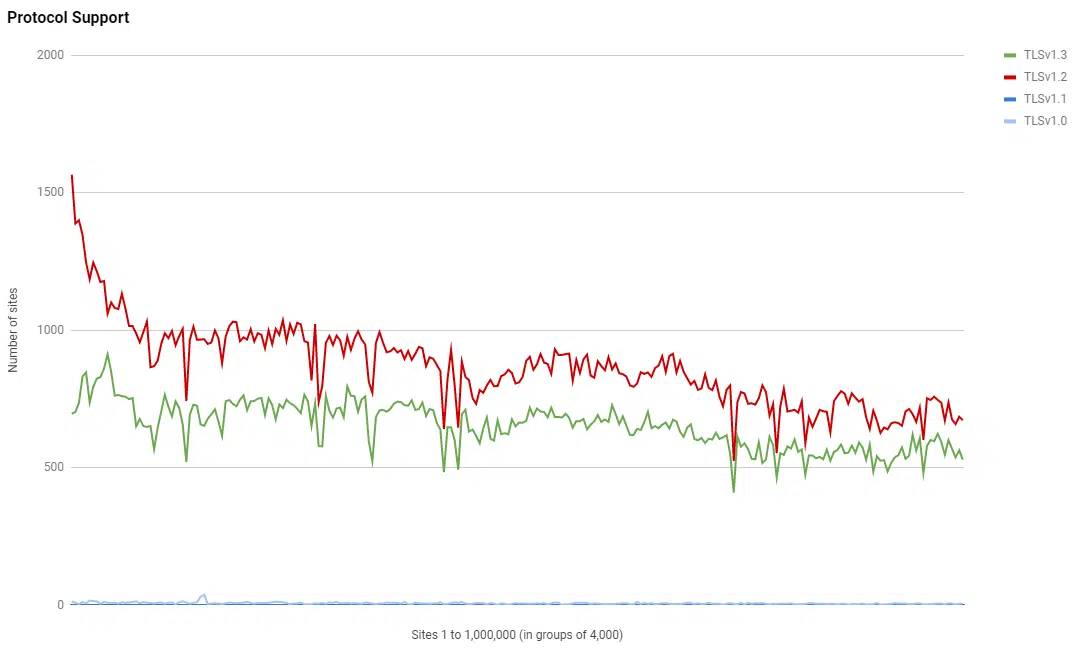 Protocol Support
2000
1500
1000
500
0
Number of sites
Sites 1 to 1,000,000 (in groups of 4,000)
TLSv1.3
TLSv1.2
TLSv1.1
TLSv1.0